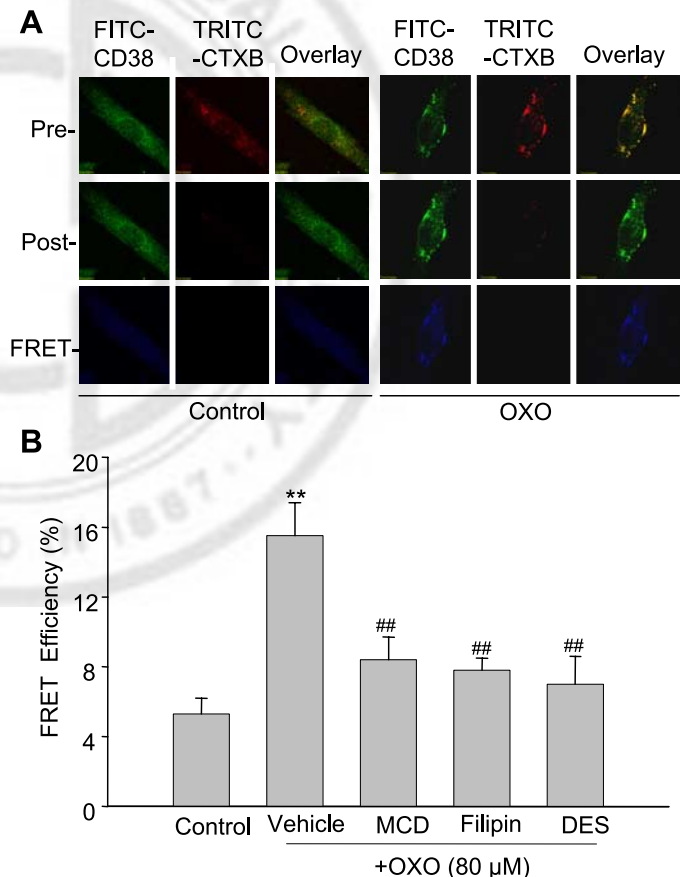 A
FITC-
CD38
TRITC
-CTXB
Overlay
FITC-
CD38
TRITC
-CTXB
Overlay
Pre-
Post-
FRET-
Control
OXO
B
FRET Efficiency (%)
20
16
12
8
4
0
**
##
##
##
Control
Vehicle
MCD
Filipin
DES
+OXO (80 μM)
1887